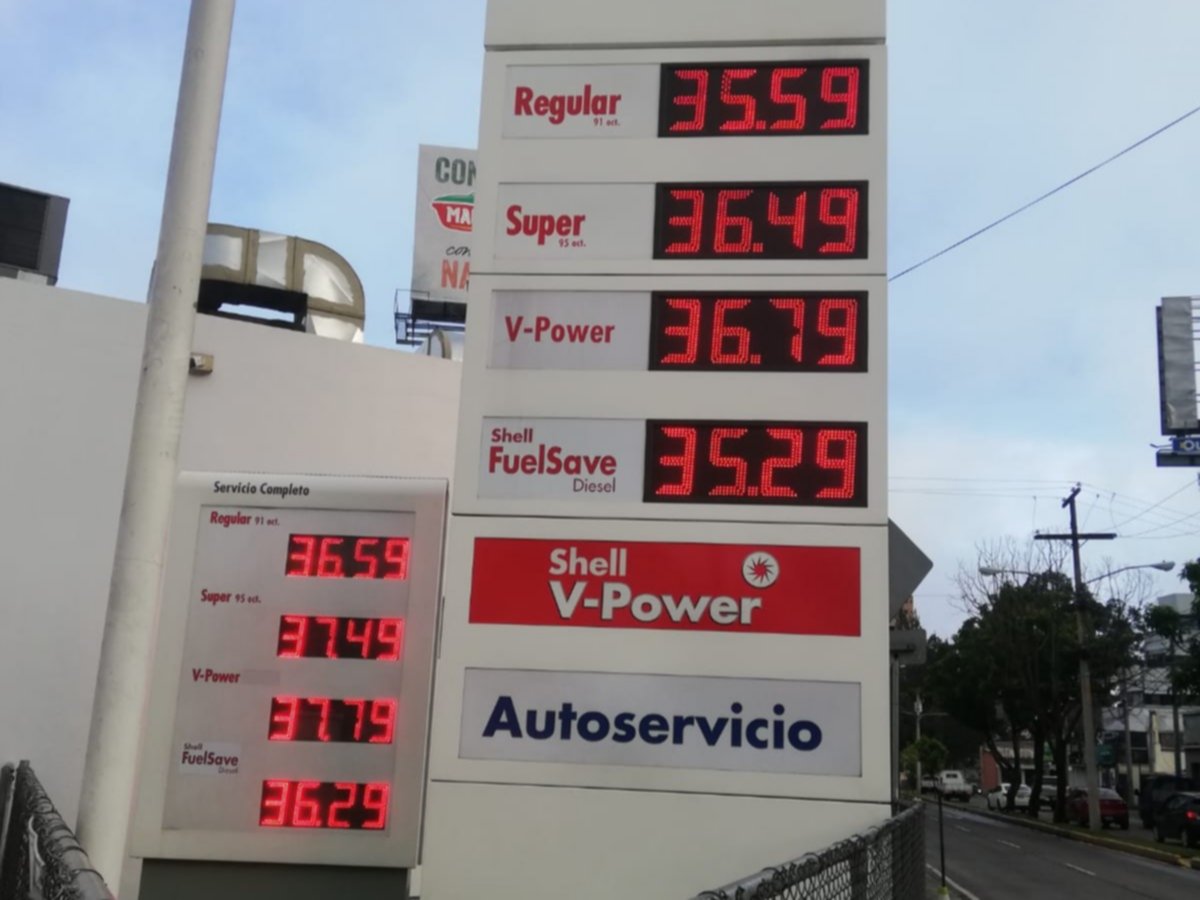 Regular 35.59
91 oct.
Super 36.49
95 oct.
V-Power 36.79
Shell
FuelSave 35.29
Diesel
Shell
V-Power
Autoservicio
Servicio Completo
Regular 91 oct.
36.59
Super 95 oct.
37.49
V-Power
37.79
Shell
FuelSave
Diesel
36.29